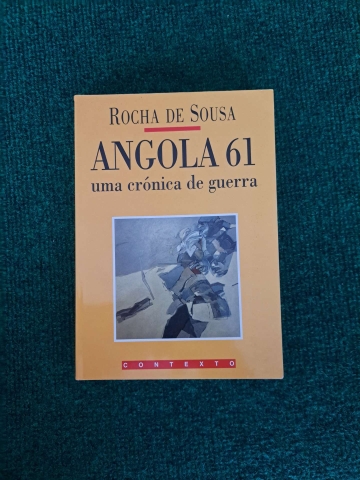 ROCHA DE SOUSA
ANGOLA 61
uma crónica de guerra
CONTEXTO